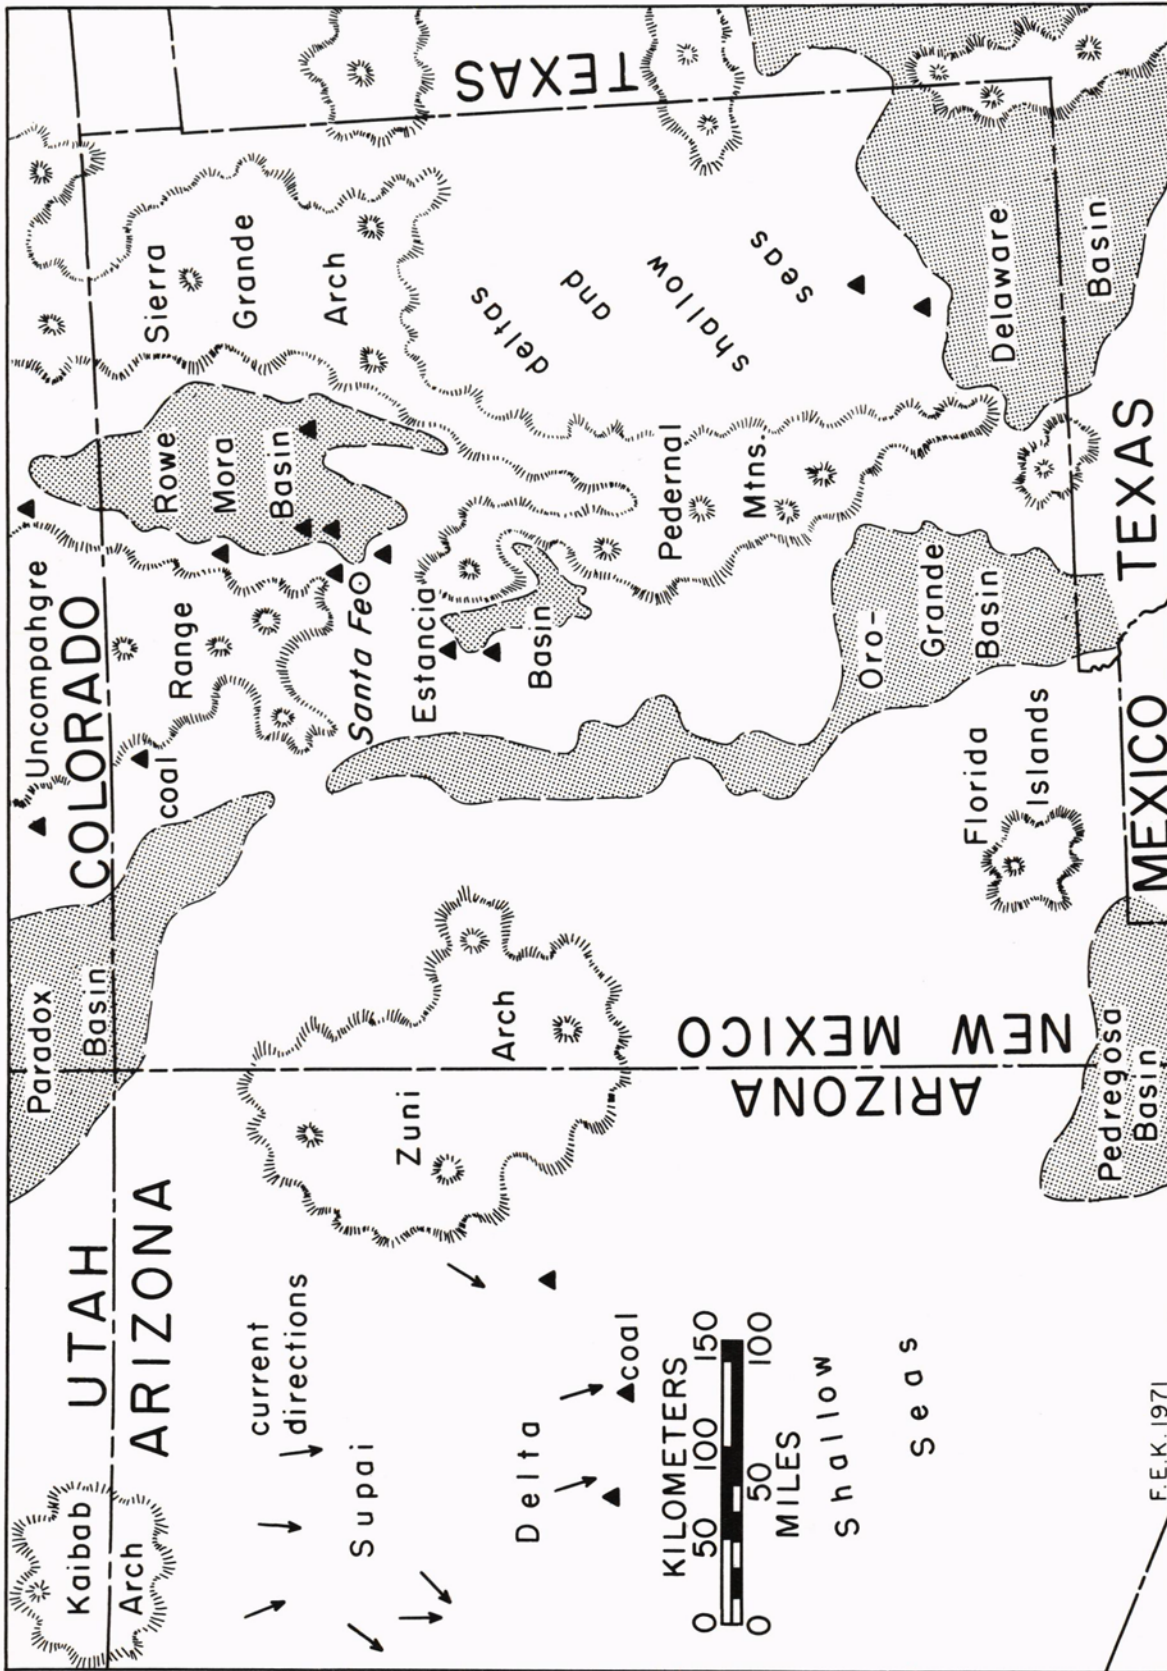 Kaibab
Arch
UTAH
ARIZONA
Paradox
Basin
COLORADO
Uncompahgre
Range
coal
Rowe
Mora
Basin
Sierra
Grande
Arch
TEXAS
current
directions
Supai
Delta
coal
Zuni
Arch
Santa Fe
Estancia
Basin
Pedernal
Mtns.
deltas
and
shallow
seas
KILOMETERS
0 50 100 150
0 50 100
MILES
Shallow
Seas
ARIZONA
NEW MEXICO
Oro-
Grande
Basin
Florida
Islands
Delaware
Basin
Pedregosa
Basin
MEXICO
TEXAS
F.E.K. 1971